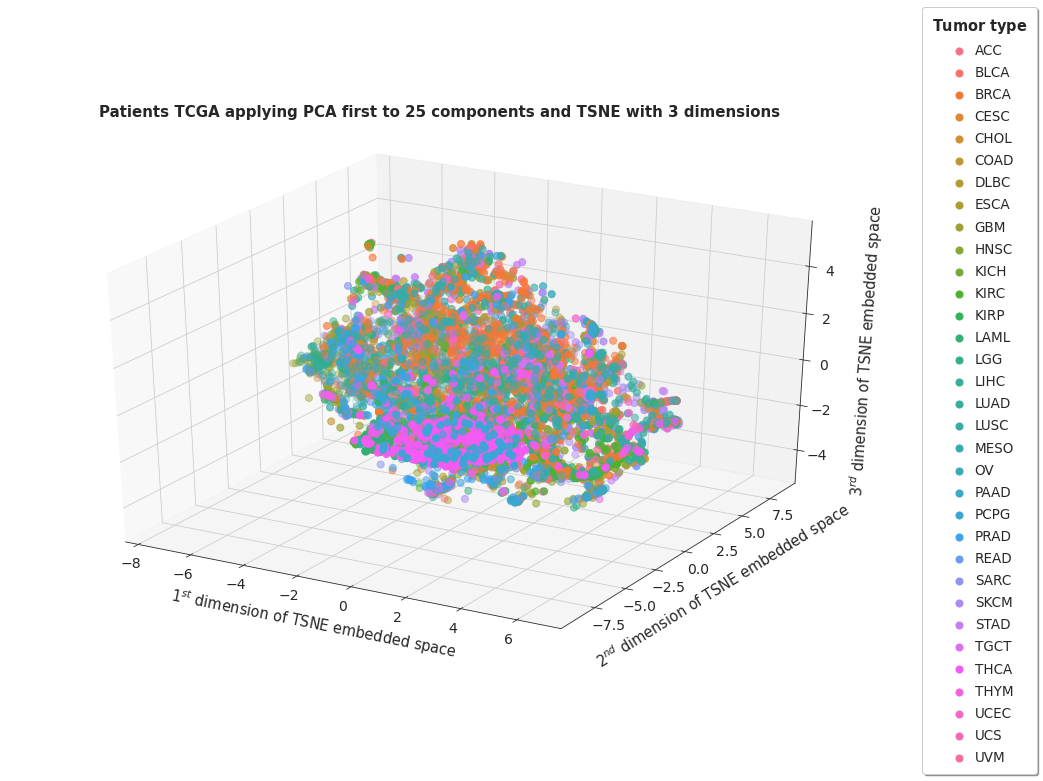 Patients TCGA applying PCA first to 25 components and TSNE with 3 dimensions
−8
−6
−4
−2
0
2
4
6
1st dimension of TSNE embedded space
−7.5
−5.0
−2.5
0.0
2.5
5.0
7.5
2nd dimension of TSNE embedded space
4
2
0
−2
−4
3rd dimension of TSNE embedded space
Tumor type
ACC
BLCA
BRCA
CESC
CHOL
COAD
DLBC
ESCA
GBM
HNSC
KICH
KIRC
KIRP
LAML
LGG
LIHC
LUAD
LUSC
MESO
OV
PAAD
PCPG
PRAD
READ
SARC
SKCM
STAD
TGCT
THCA
THYM
UCEC
UCS
UVM